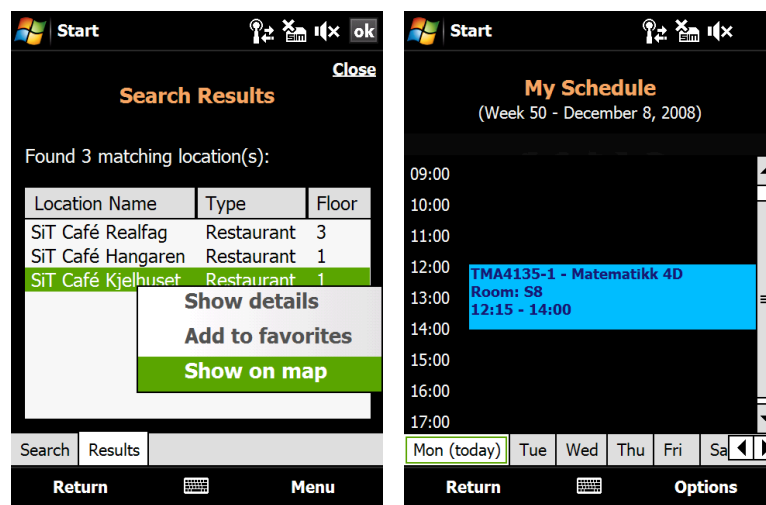 Start
ok
Close
Search Results
Found 3 matching location(s):
Location Name Type Floor
SiT Café Realfag Restaurant 3
SiT Café Hangaren Restaurant 1
SiT Café Kjelhuset Restaurant 1
Show details
Add to favorites
Show on map
Search Results
Return Menu
Start
My Schedule
(Week 50 - December 8, 2008)
09:00
10:00
11:00
12:00
13:00
14:00
15:00
16:00
17:00
TMA4135-1 - Matematikk 4D
Room: S8
12:15 - 14:00
Mon (today) Tue Wed Thu Fri Sa
Return Options